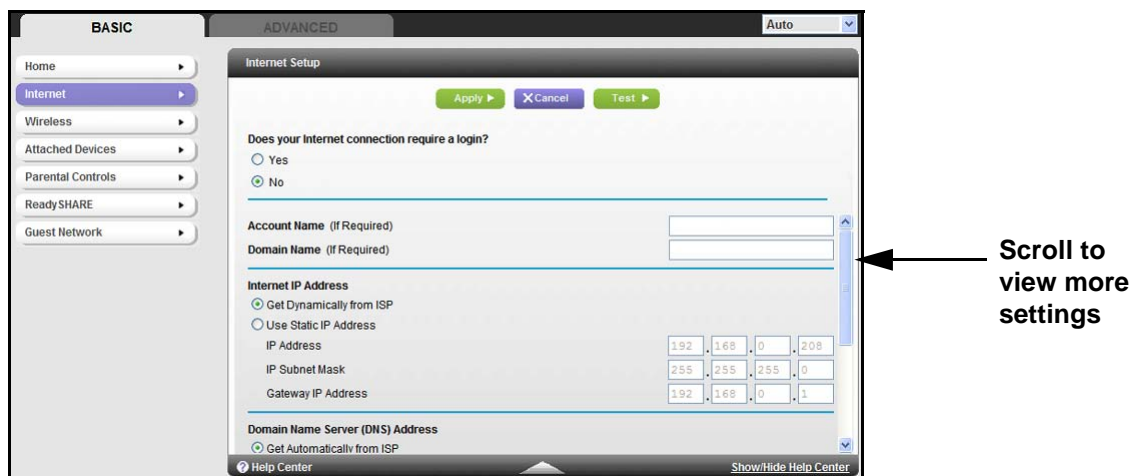 BASIC
ADVANCED
Auto
Home
Internet
Wireless
Attached Devices
Parental Controls
ReadySHARE
Guest Network
Internet Setup
Apply
X Cancel
Test
Does your Internet connection require a login?
Yes
No
Account Name (If Required)
Domain Name (If Required)
Internet IP Address
Get Dynamically from ISP
Use Static IP Address
IP Address 192 . 168 . 0 . 208
IP Subnet Mask 255 . 255 . 255 . 0
Gateway IP Address 192 . 168 . 0 . 1
Domain Name Server (DNS) Address
Get Automatically from ISP
? Help Center
Show/Hide Help Center
Scroll to
view more
settings